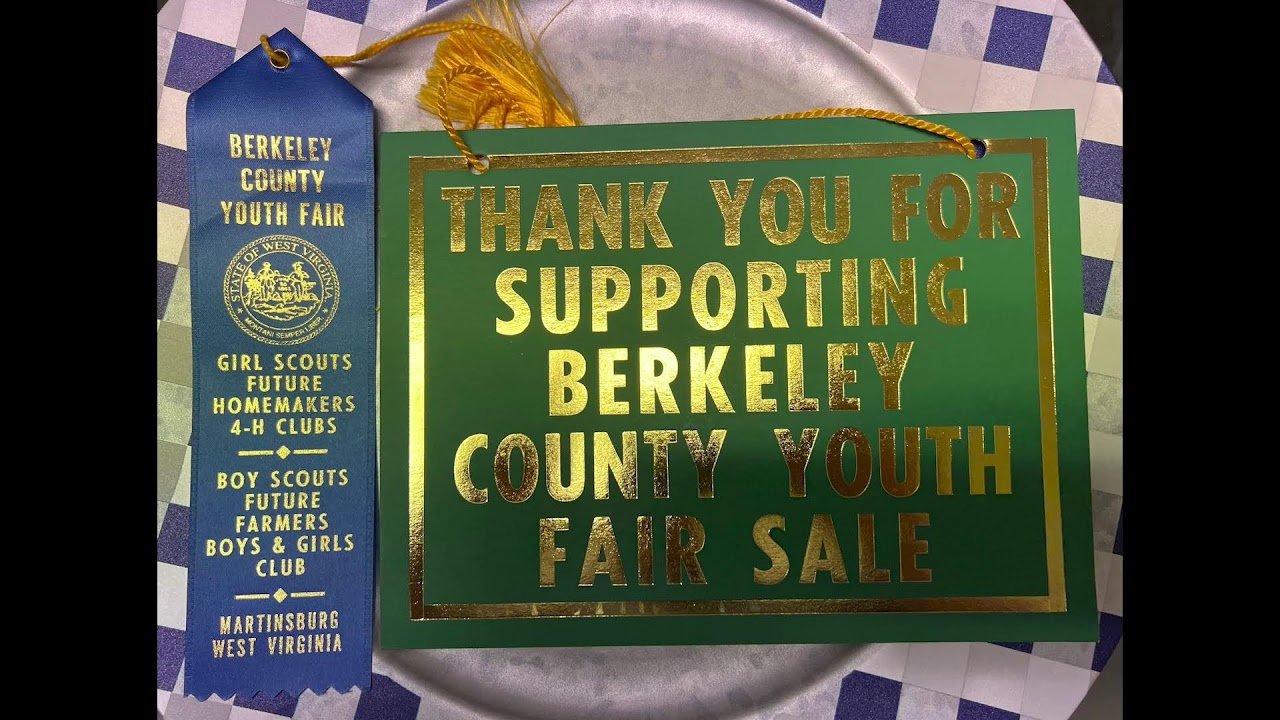 BERKELEY
COUNTY
YOUTH FAIR
STATE OF WEST VIRGINIA
MONTANI SEMPER LIBERI
GIRL SCOUTS
FUTURE
HOMEMAKERS
4-H CLUBS
BOY SCOUTS
FUTURE
FARMERS
BOYS & GIRLS
CLUB
MARTINSBURG
WEST VIRGINIA
THANK YOU FOR
SUPPORTING
BERKELEY
COUNTY YOUTH
FAIR SALE